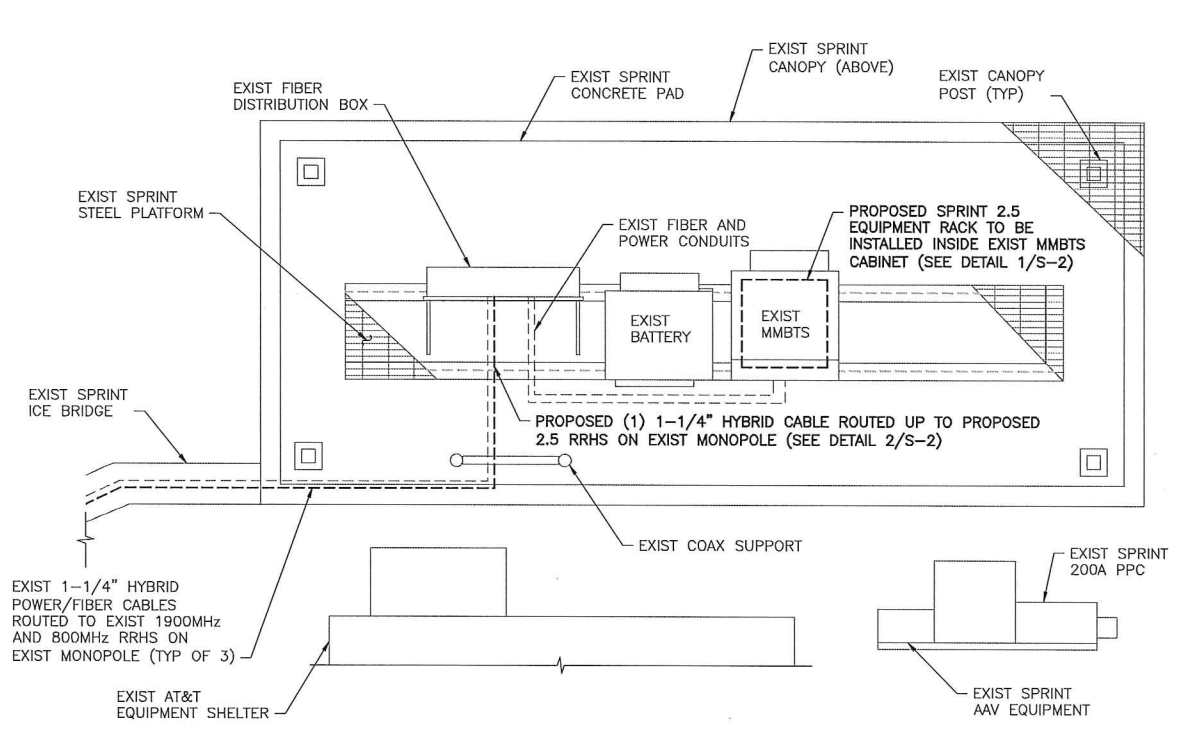 EXIST SPRINT
CANOPY (ABOVE)
EXIST SPRINT
CONCRETE PAD
EXIST CANOPY
POST (TYP)
EXIST FIBER
DISTRIBUTION BOX
EXIST SPRINT
STEEL PLATFORM
EXIST FIBER AND
POWER CONDUITS
PROPOSED SPRINT 2.5
EQUIPMENT RACK TO BE
INSTALLED INSIDE EXIST MMBTS
CABINET (SEE DETAIL 1/S-2)
EXIST
BATTERY
EXIST
MMBTS
EXIST SPRINT
ICE BRIDGE
PROPOSED (1) 1-1/4" HYBRID CABLE ROUTED UP TO PROPOSED
2.5 RRHS ON EXIST MONOPOLE (SEE DETAIL 2/S-2)
EXIST COAX SUPPORT
EXIST SPRINT
200A PPC
EXIST 1-1/4" HYBRID
POWER/FIBER CABLES
ROUTED TO EXIST 1900MHz
AND 800MHz RRHS ON
EXIST MONOPOLE (TYP OF 3)
EXIST AT&T
EQUIPMENT SHELTER
EXIST SPRINT
AAV EQUIPMENT